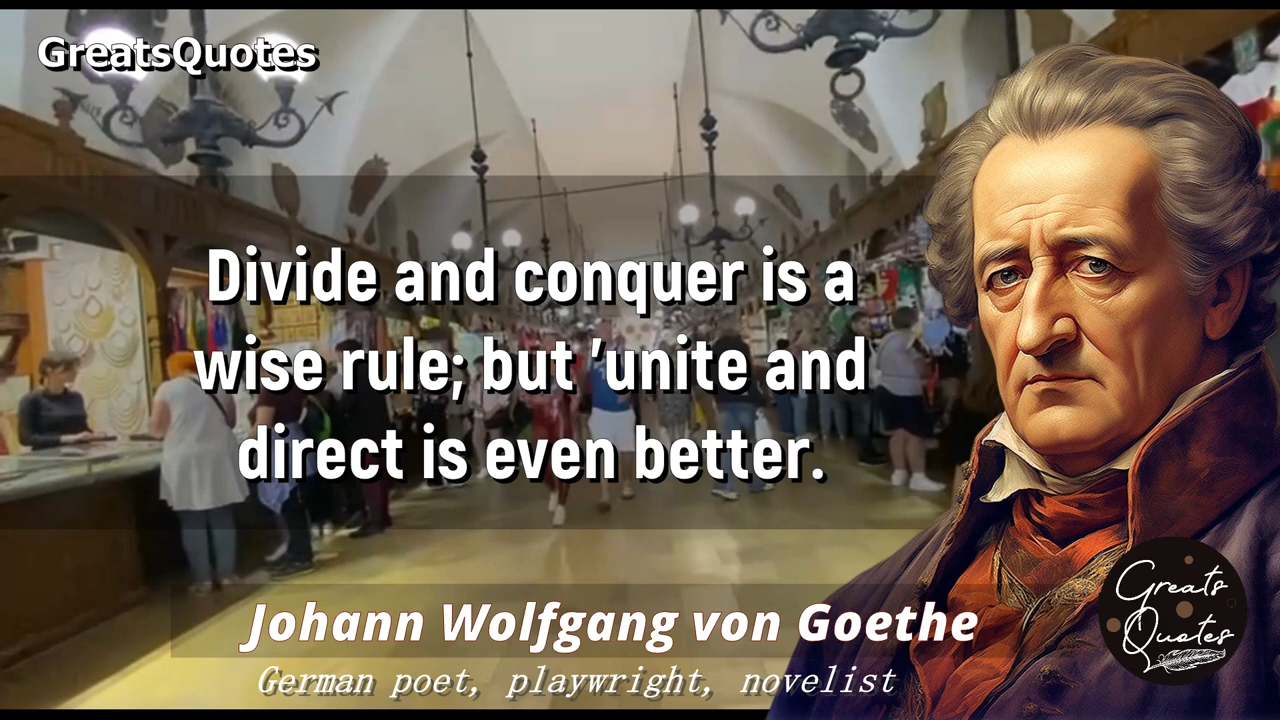 GreatsQuotes
Divide and conquer is a
wise rule; but ’unite and
direct is even better.
Johann Wolfgang von Goethe
German poet, playwright, novelist
Greats
Quotes